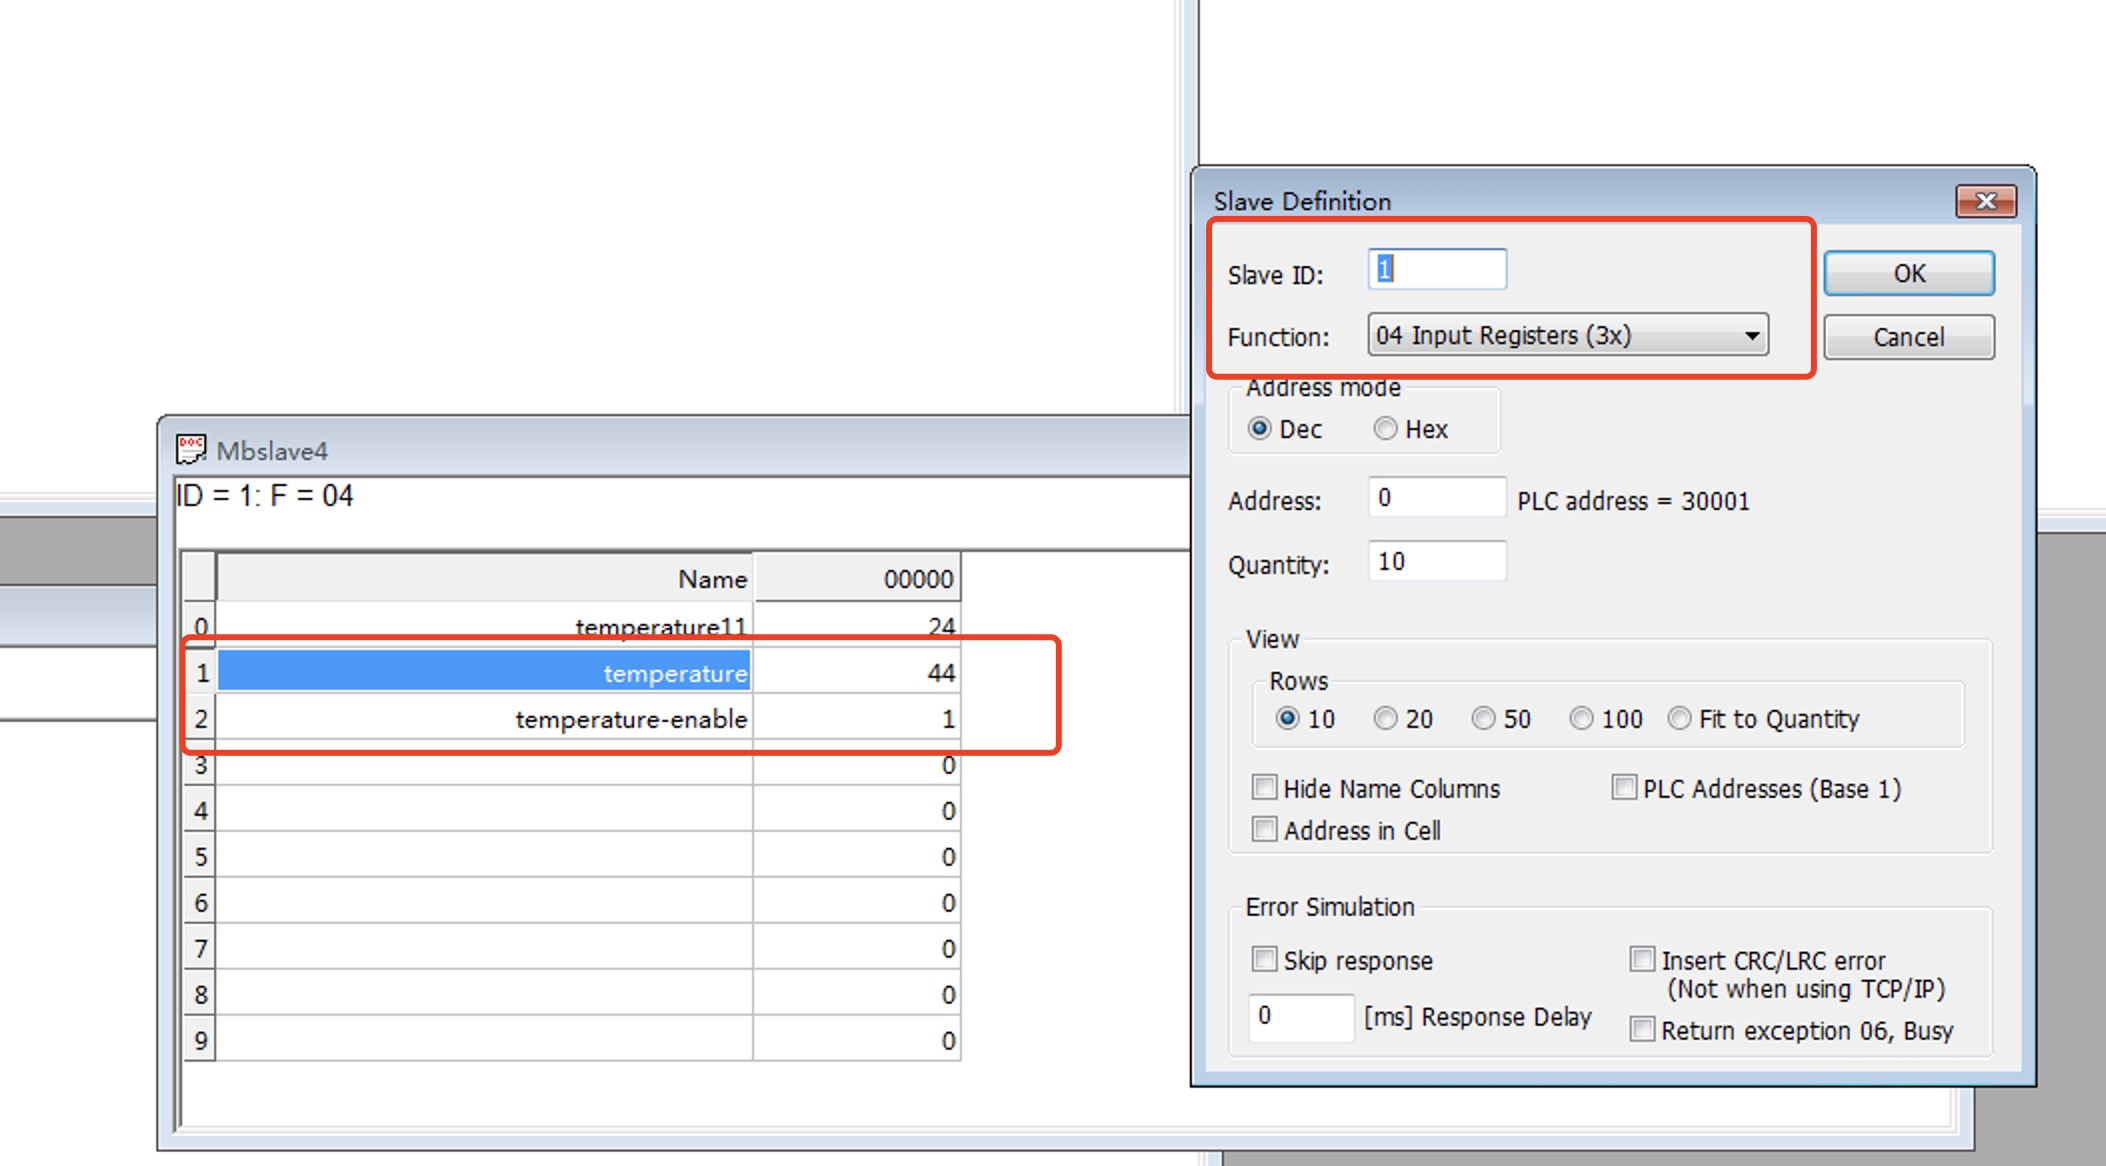 Slave Definition
Slave ID: 1
OK
Function: 04 Input Registers (3x)
Cancel
Address mode
Dec Hex
Address: 0 PLC address = 30001
Quantity: 10
View
Rows
10 20 50 100 Fit to Quantity
Hide Name Columns PLC Addresses (Base 1)
Address in Cell
Error Simulation
Skip response Insert CRC/LRC error
(Not when using TCP/IP)
0 [ms] Response Delay
Return exception 06, Busy
DOC
Mbslave4
ID = 1: F = 04
Name 00000
0 temperature11 24
1 temperature 44
2 temperature-enable 1
3 0
4 0
5 0
6 0
7 0
8 0
9 0